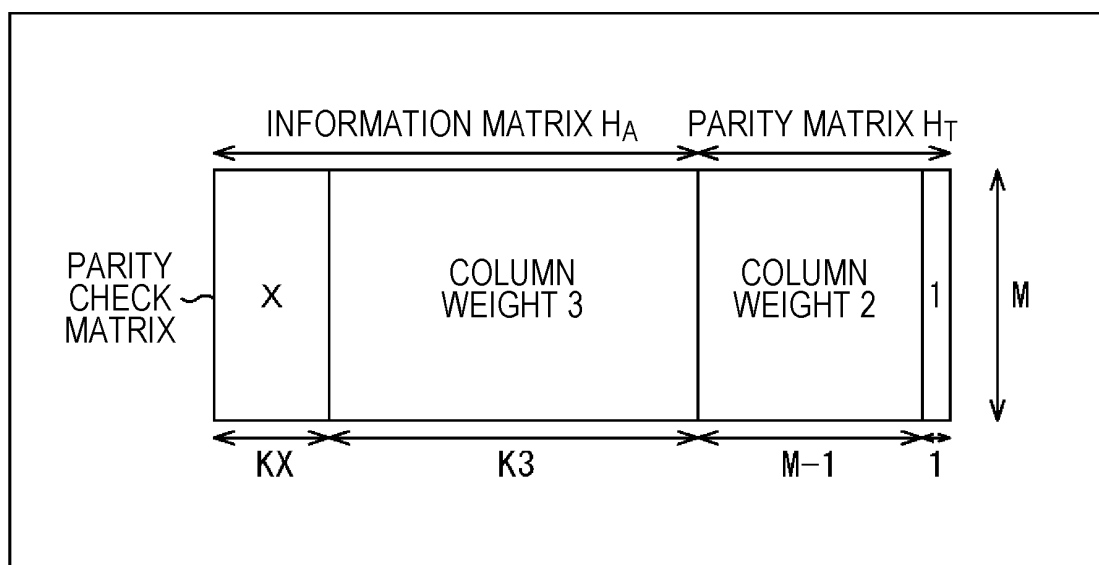 INFORMATION MATRIX HA
PARITY MATRIX HT
PARITY
CHECK
MATRIX
X
COLUMN
WEIGHT 3
COLUMN
WEIGHT 2
1
M
KX
K3
M-1
1